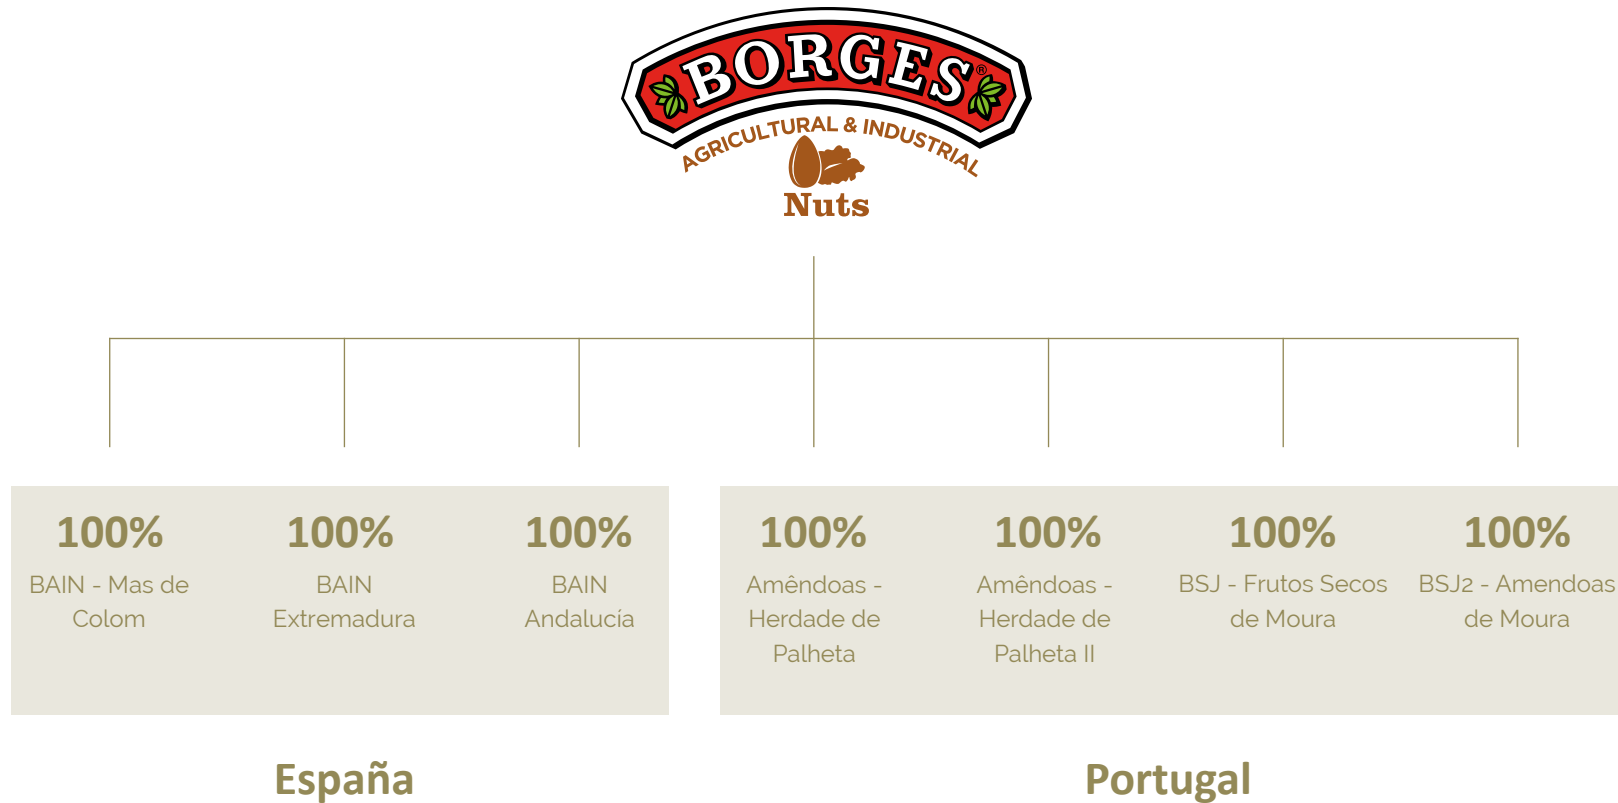 BORGES®
AGRICULTURAL & INDUSTRIAL
Nuts
100%
BAIN - Mas de
Colom
100%
BAIN
Extremadura
100%
BAIN
Andalucía
100%
Amêndoas -
Herdade de
Palheta
100%
Amêndoas -
Herdade de
Palheta II
100%
BSJ - Frutos Secos
de Moura
100%
BSJ2 - Amendoas
de Moura
España
Portugal